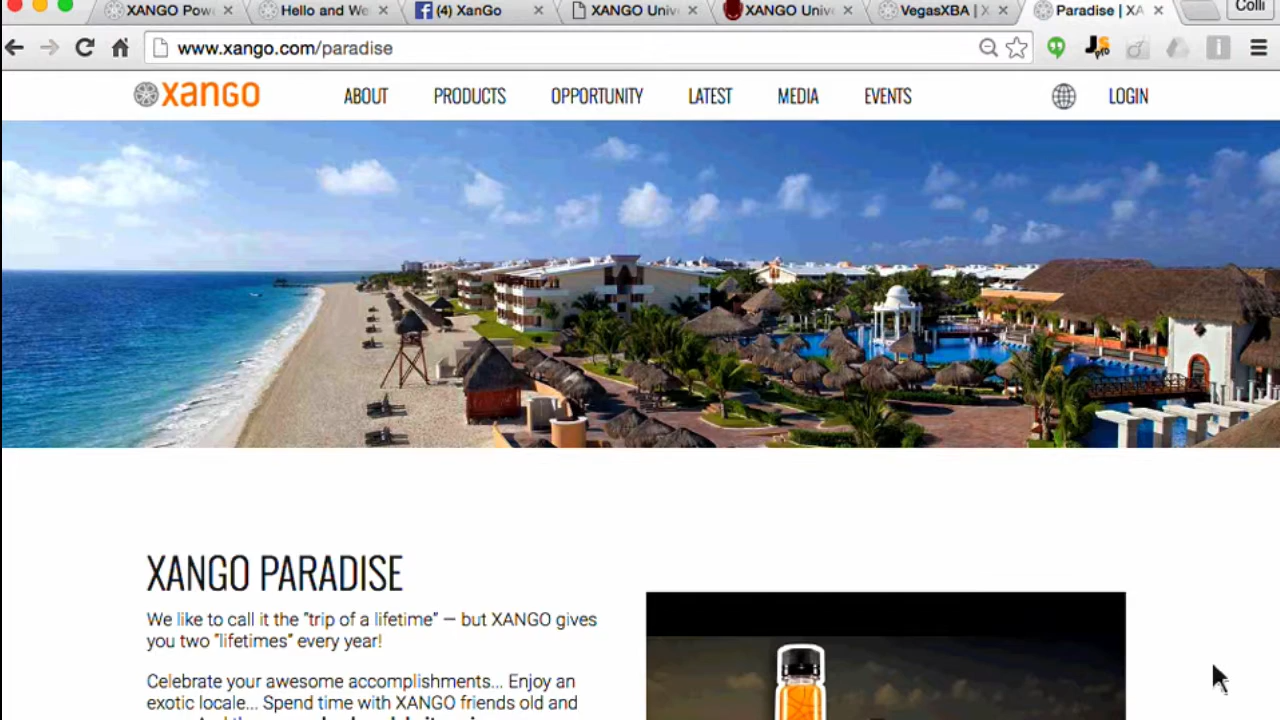 XANGO Pow
Hello and We
(4) XanGo
XANGO Univ
XANGO Univ
VegasXBA | X
Paradise | XA
Colli
www.xango.com/paradise
JS
pro
xango
ABOUT
PRODUCTS
OPPORTUNITY
LATEST
MEDIA
EVENTS
LOGIN
XANGO PARADISE
We like to call it the "trip of a lifetime" — but XANGO gives
you two "lifetimes" every year!
Celebrate your awesome accomplishments... Enjoy an
exotic locale... Spend time with XANGO friends old and